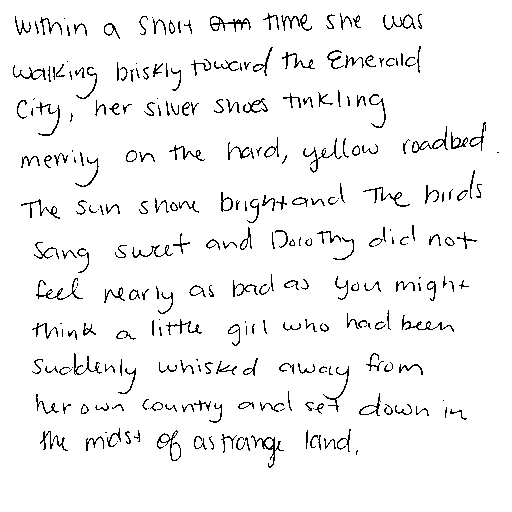 Within a short am time she was
walking briskly toward the Emerald
City, her silver shoes tinkling
merrily on the hard, yellow roadbed.
The sun shone bright and The birds
sang sweet and Dorothy did not
feel nearly as bad as you might
think a little girl who had been
suddenly whisked away from
her own country and set down in
the midst of a strange land.